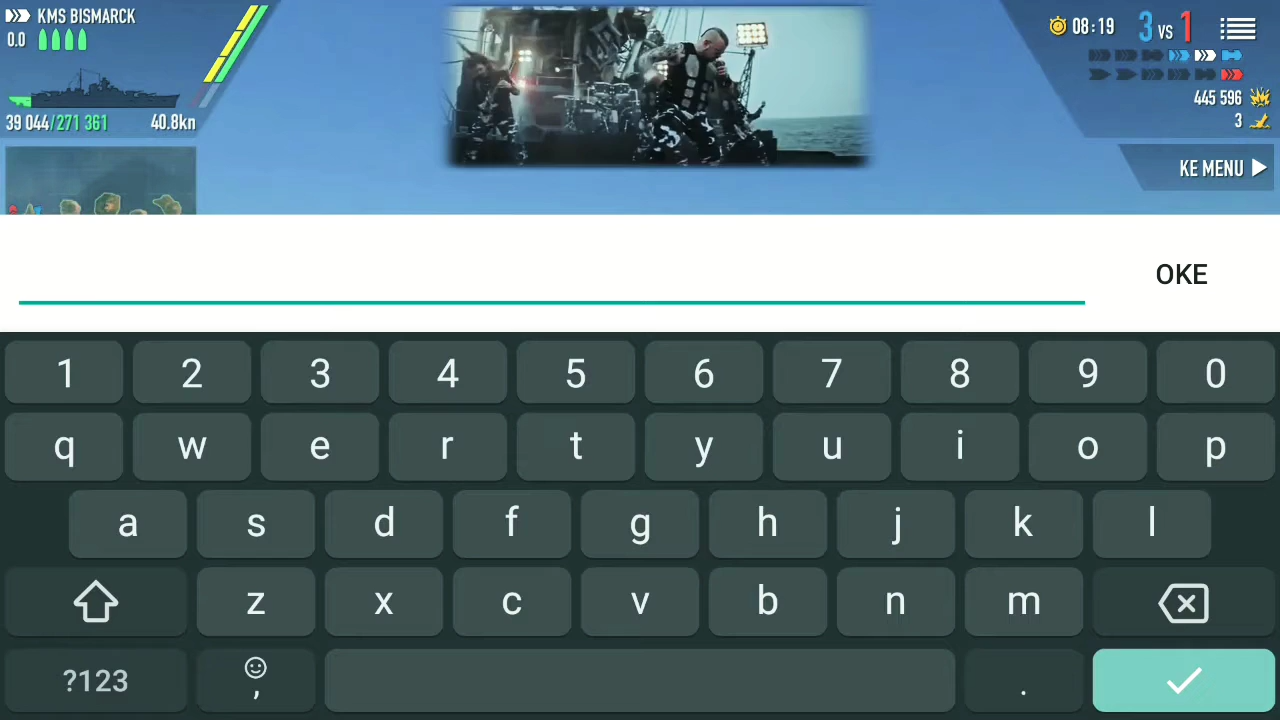 KMS BISMARCK
0.0
39 044/271 361
40.8kn
08:19
3 vs 1
445 596
3
KE MENU
OKE
1 2 3 4 5 6 7 8 9 0
q w e r t y u i o p
a s d f g h j k l
z x c v b n m
?123 , .